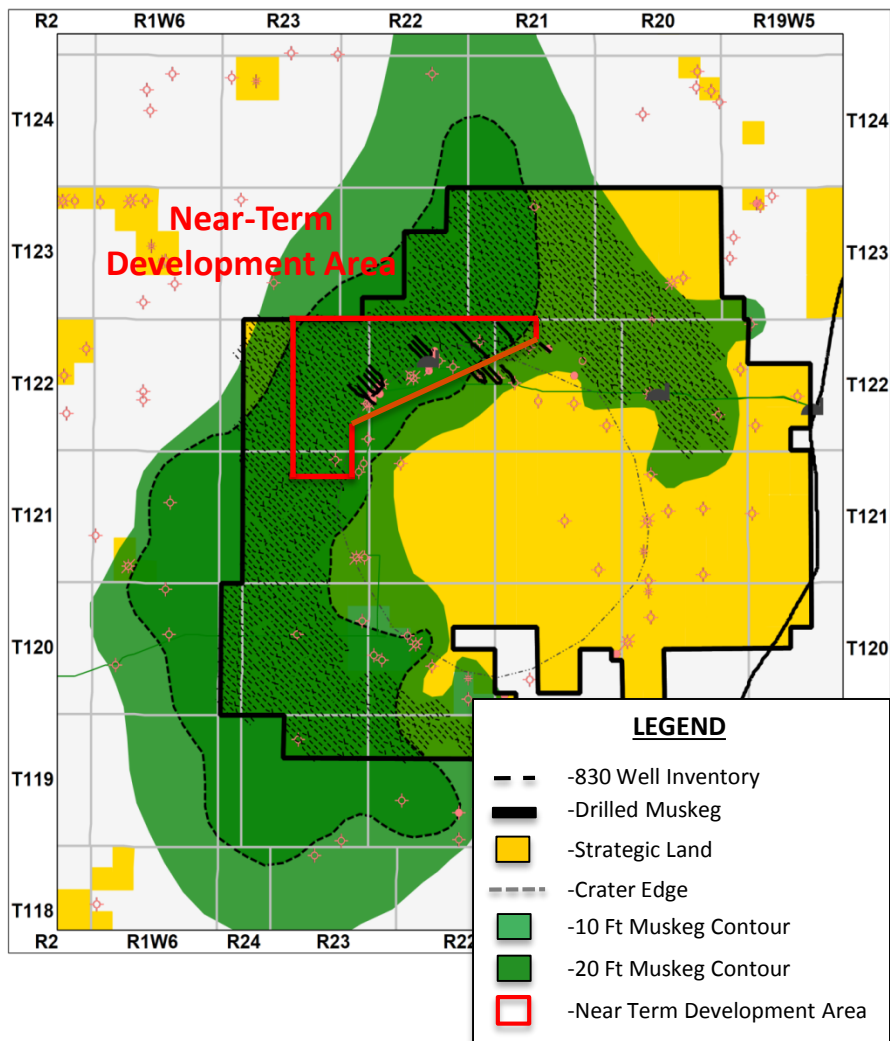 R2 R1W6 R23 R22 R21 R20 R19W5
T124 T124
Near-Term
Development Area
T123 T123
T122 T122
T121 T121
T120 T120
T119
T118
R2 R1W6 R24 R23 R22
LEGEND
-830 Well Inventory
-Drilled Muskeg
-Strategic Land
-Crater Edge
-10 Ft Muskeg Contour
-20 Ft Muskeg Contour
-Near Term Development Area